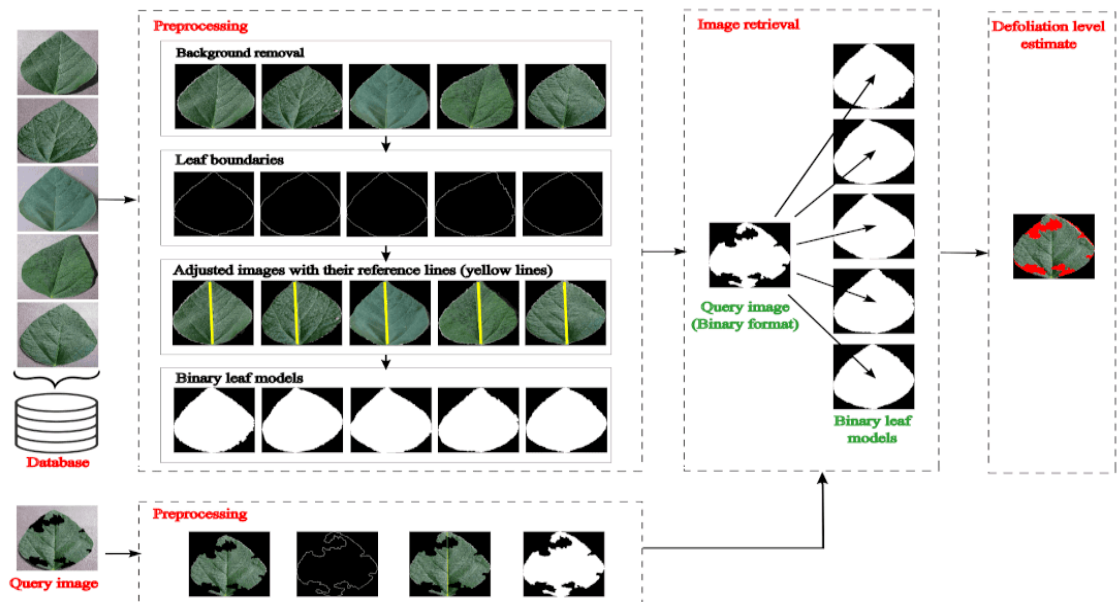 Preprocessing
Background removal
Leaf boundaries
Adjusted images with their reference lines (yellow lines)
Binary leaf models
Database
Image retrieval
Query image
(Binary format)
Binary leaf
models
Defoliation level
estimate
Query image
Preprocessing